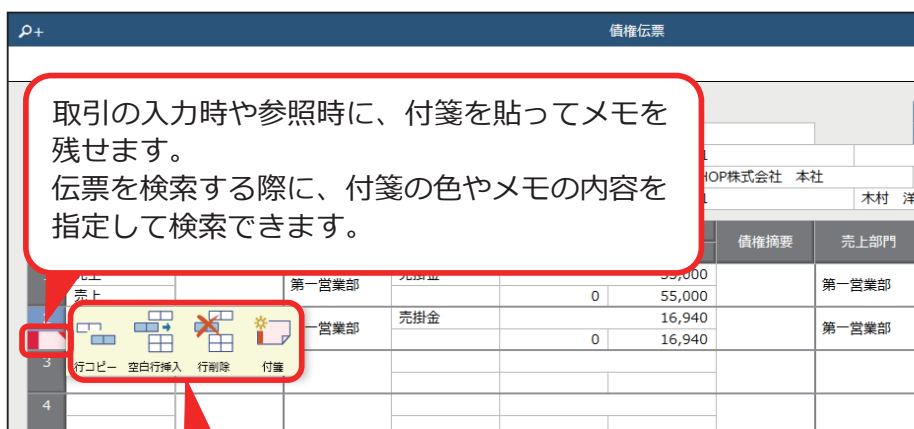 債権伝票
取引の入力時や参照時に、付箋を貼ってメモを
残せます。
伝票を検索する際に、付箋の色やメモの内容を
指定して検索できます。
OP株式会社 本社
木村
債権摘要 売上部門
売上 第一営業部 売掛金 55,000 第一営業部
売上 0 55,000
一営業部 売掛金 16,940 第一営業部
0 16,940
行コピー 空白行挿入 行削除 付箋
3
4